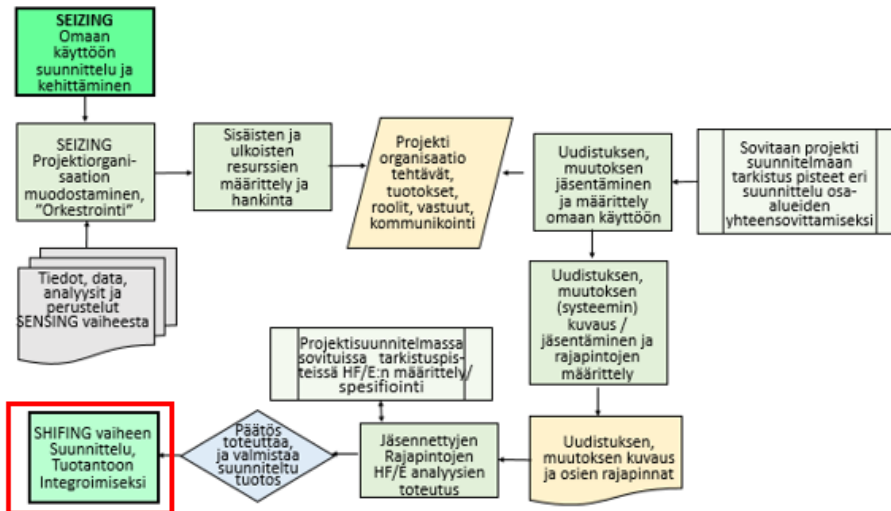 SEIZING
Omaan
käyttöön
suunnittelu ja
kehittäminen
SEIZING
Projektiorgani-
saation
muodostaminen,
”Orkestrointi”
Sisäisten ja
ulkoisten
resurssien
määrittely ja
hankinta
Projekti
organisaatio
tehtävät,
tuotokset,
roolit, vastuut,
kommunikointi
Uudistuksen,
muutoksen
jäsentäminen
ja määrittely
omaan käyttöön
Sovitaan projekti
suunnitelmaan
tarkistus pisteet eri
suunnittelu osa-
alueiden
yhteensovittamiseksi
Tiedot, data,
analyysit ja
perustelut
SENSING vaiheesta
Uudistuksen,
muutoksen
(systeemin)
kuvaus /
jäsentäminen ja
rajapintojen
määrittely
Projektisuunnitelmassa
sovituissa tarkistuspis-
teissä HF/E:n määrittely/
spesifiointi
SHIFING vaiheen
Suunnittelu,
Tuotantoon
Integroimiseksi
Päätös
toteuttaa,
ja valmistaa
suunniteltu
tuotos
Jäsennettyjen
Rajapintojen
HF/E analyysien
toteutus
Uudistuksen,
muutoksen kuvaus
ja osien rajapinnat